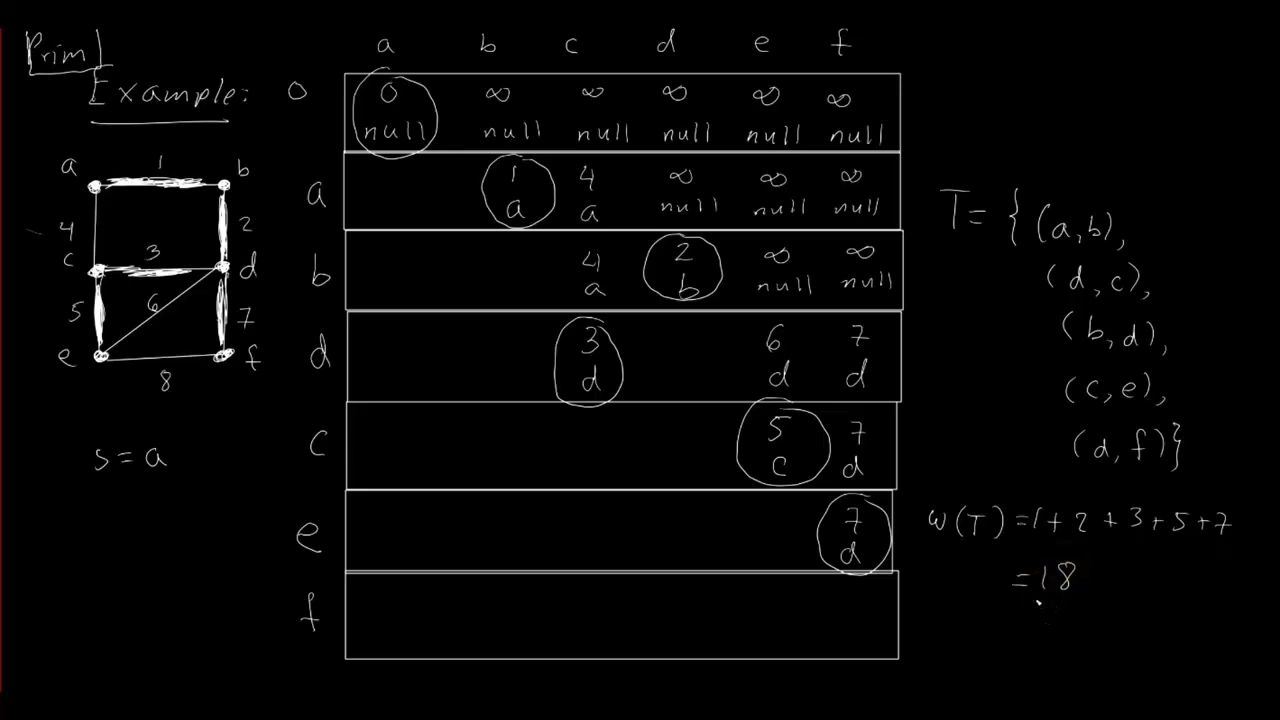 Prim
Example:
a 1 b
4 2
c 3 d
5 6 7
e f
8
s = a
a b c d e f
0 0 ∞ ∞ ∞ ∞ ∞
null null null null null null
a 1 4 ∞ ∞ ∞
a a null null null
b 4 2 ∞ ∞
a b null null
d 3 6 7
d d d
c 5 7
c d
e 7
d
f
T = { (a,b),
(d,c),
(b,d),
(c,e),
(d,f)}
w(T) = 1+2+3+5+7
= 18